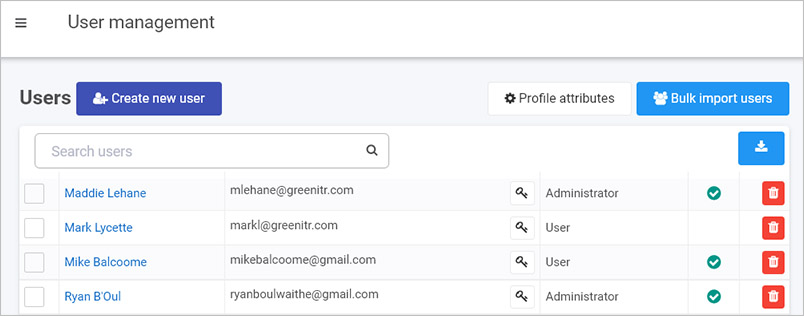 User management
Users Create new user Profile attributes Bulk import users
Search users
Maddie Lehane mlehane@greenitr.com Administrator
Mark Lycette markl@greenitr.com User
Mike Balcoome mikebalcoome@gmail.com User
Ryan B'Oul ryanboulwaithe@gmail.com Administrator